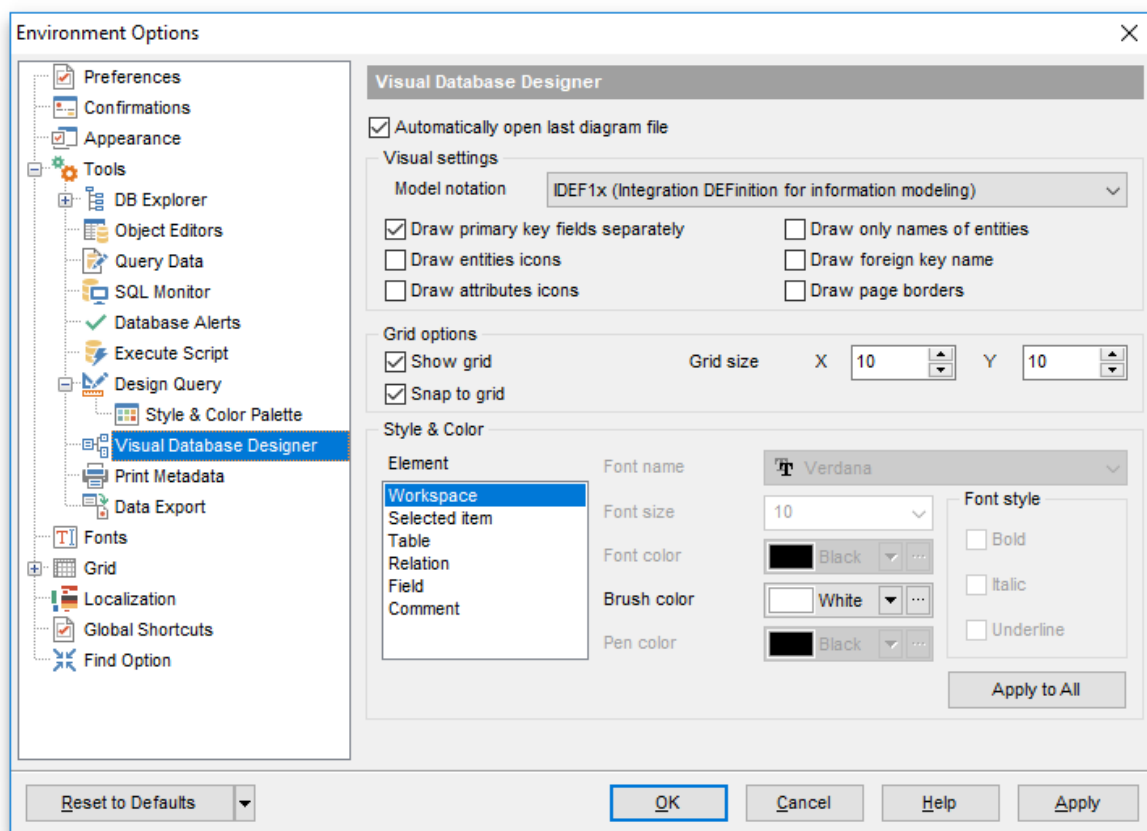 Environment Options
Preferences
Confirmations
Appearance
Tools
DB Explorer
Object Editors
Query Data
SQL Monitor
Database Alerts
Execute Script
Design Query
Style & Color Palette
Visual Database Designer
Print Metadata
Data Export
Fonts
Grid
Localization
Global Shortcuts
Find Option
Visual Database Designer
Automatically open last diagram file
Visual settings
Model notation IDEF1x (Integration DEFinition for information modeling)
Draw primary key fields separately Draw only names of entities
Draw entities icons Draw foreign key name
Draw attributes icons Draw page borders
Grid options
Show grid Grid size X 10 Y 10
Snap to grid
Style & Color
Element
Workspace
Selected item
Table
Relation
Field
Comment
Font name Verdana
Font size 10
Font color Black
Brush color White
Pen color Black
Font style
Bold
Italic
Underline
Apply to All
Reset to Defaults OK Cancel Help Apply